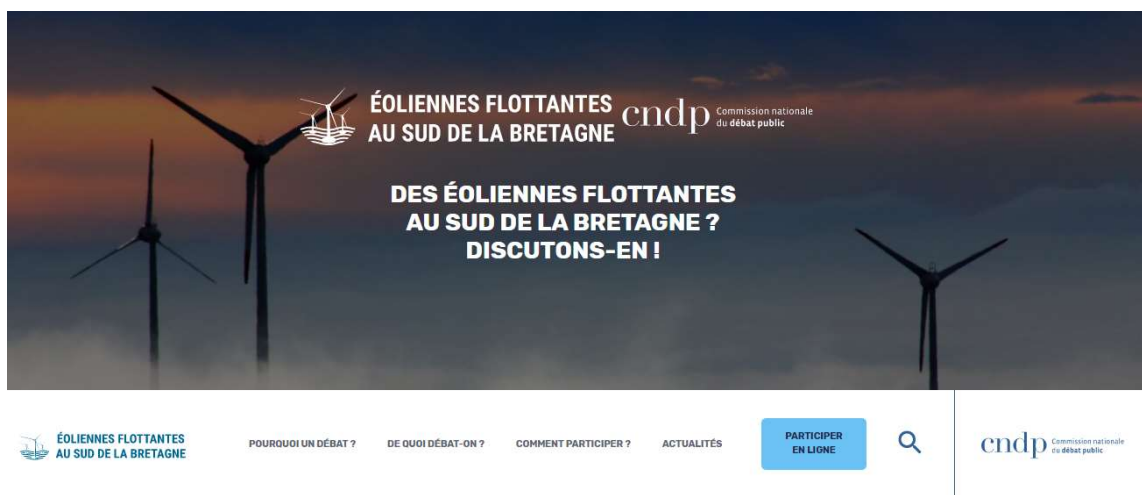 ÉOLIENNES FLOTTANTES
AU SUD DE LA BRETAGNE
cndp
Commission nationale
du débat public
DES ÉOLIENNES FLOTTANTES
AU SUD DE LA BRETAGNE ?
DISCUTONS-EN !
ÉOLIENNES FLOTTANTES
AU SUD DE LA BRETAGNE
POURQUOI UN DÉBAT ?
DE QUOI DÉBAT-ON ?
COMMENT PARTICIPER ?
ACTUALITÉS
PARTICIPER
EN LIGNE
cndp
Commission nationale
du débat public